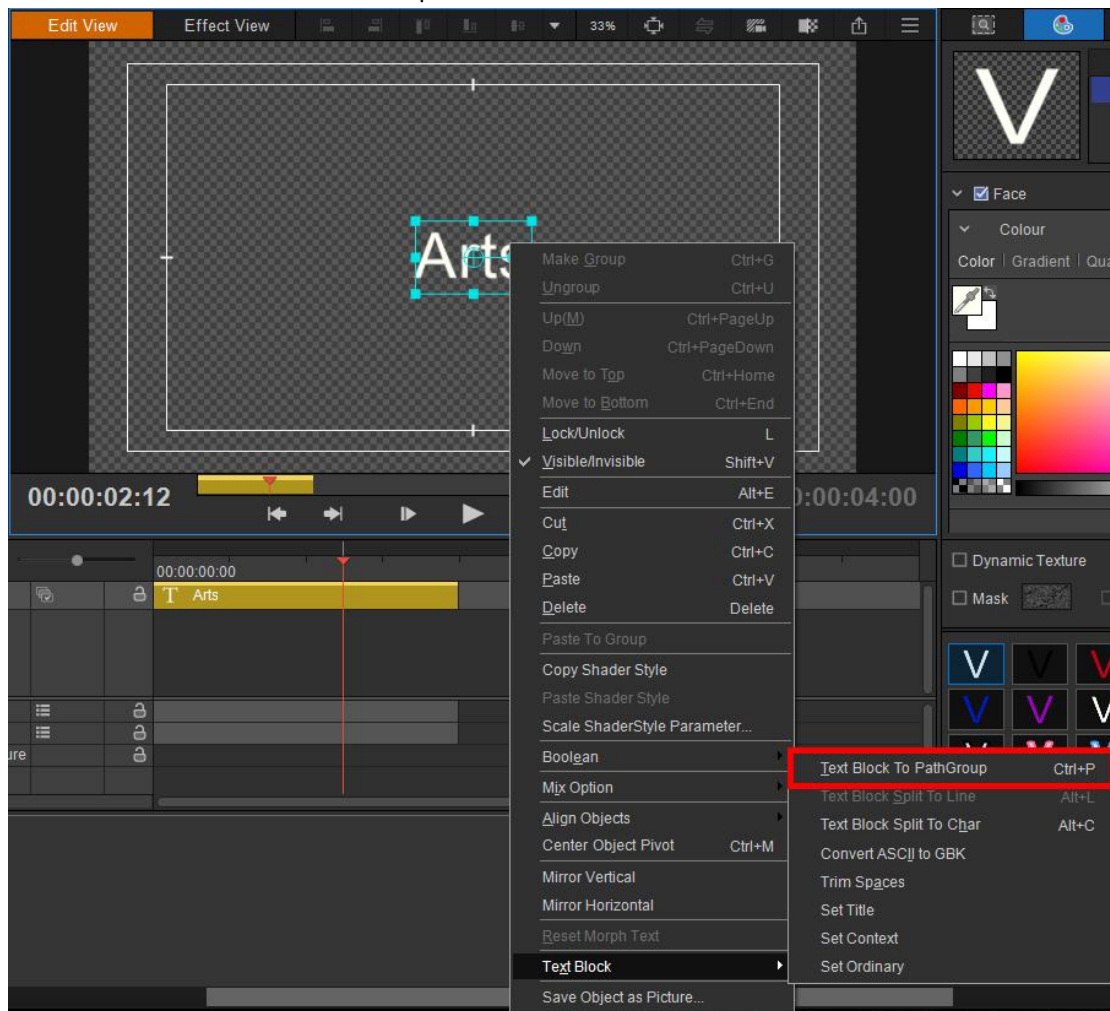 Edit View Effect View 33%
V
Face
Colour
Color Gradient
Arts
00:00:02:12 :00:04:00
00:00:00:00
T Arts
Make Group Ctrl+G
Ungroup Ctrl+U
Up(M) Ctrl+PageUp
Down Ctrl+PageDown
Move to Top Ctrl+Home
Move to Bottom Ctrl+End
Lock/Unlock L
Visible/Invisible Shift+V
Edit Alt+E
Cut Ctrl+X
Copy Ctrl+C
Paste Ctrl+V
Delete Delete
Paste To Group
Copy Shader Style
Paste Shader Style
Scale ShaderStyle Parameter...
Boolean
Mix Option
Align Objects
Center Object Pivot Ctrl+M
Mirror Vertical
Mirror Horizontal
Reset Morph Text
Text Block
Save Object as Picture...
Text Block To PathGroup Ctrl+P
Text Block Split To Line Alt+L
Text Block Split To Char Alt+C
Convert ASCII to GBK
Trim Spaces
Set Title
Set Context
Set Ordinary
Dynamic Texture
Mask
V V V
V V V